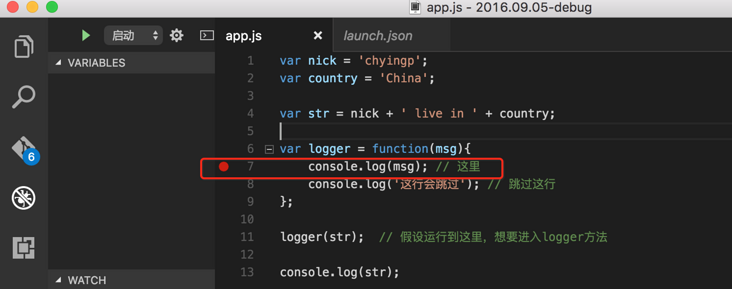 app.js - 2016.09.05-debug
启动
app.js
launch.json
VARIABLES
1 var nick = 'chyingp';
2 var country = 'China';
3
4 var str = nick + ' live in ' + country;
5
6 var logger = function(msg){
7 console.log(msg); // 这里
8 console.log('这行会跳过'); // 跳过这行
9 };
10
11 logger(str); // 假设运行到这里，想要进入logger方法
12
13 console.log(str);
6
WATCH